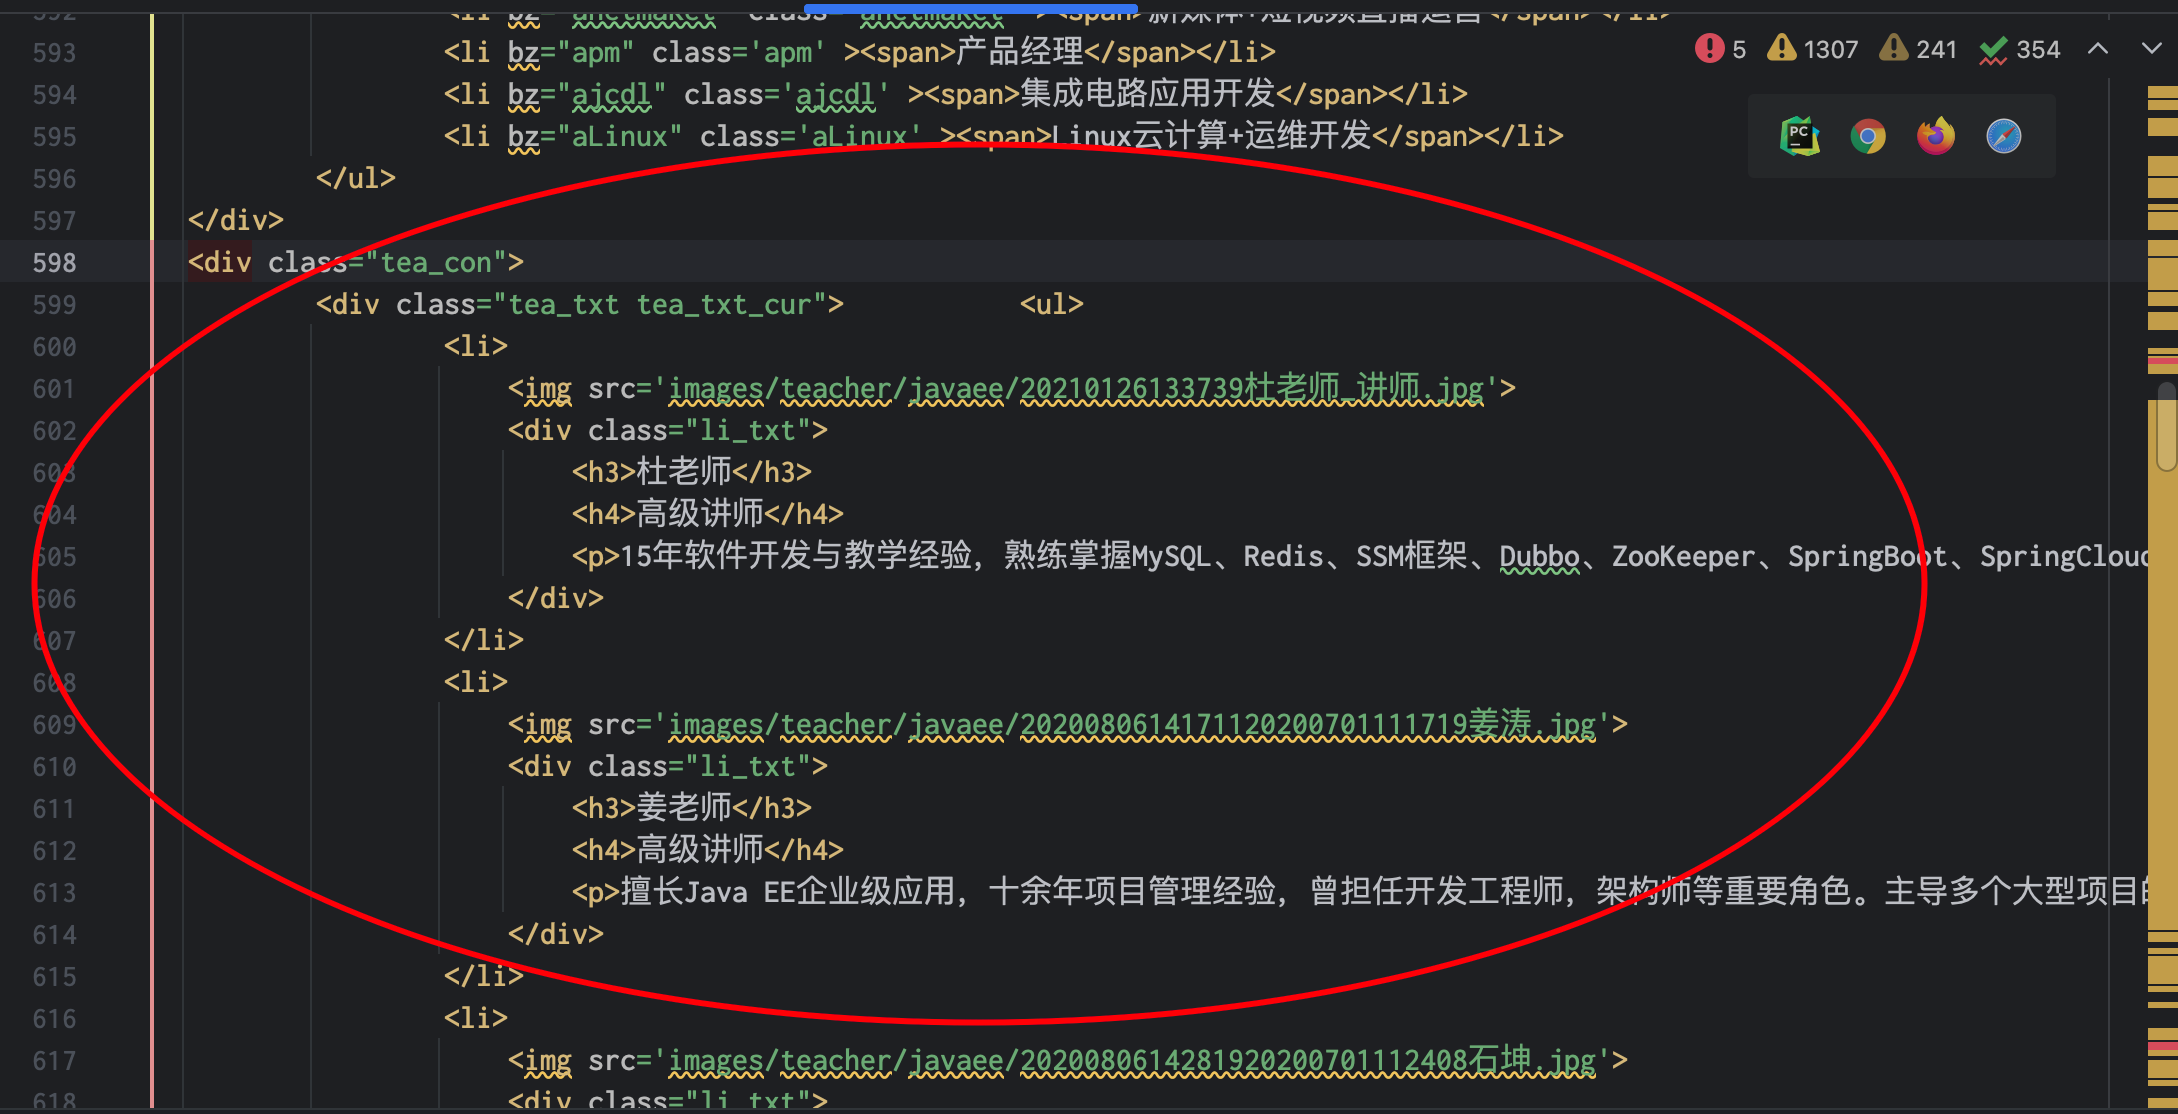 592 <li bz="anetmaket" class='anetmaket' ><span>新媒体+短视频直播运营</span></li>
593 <li bz="apm" class='apm' ><span>产品经理</span></li>
5 1307 241 354
594 <li bz="ajcdl" class='ajcdl' ><span>集成电路应用开发</span></li>
595 <li bz="aLinux" class='aLinux' ><span>Linux云计算+运维开发</span></li>
PC
596 </ul>
597 </div>
598 <div class="tea_con">
599 <div class="tea_txt tea_txt_cur"> <ul>
600 <li>
601 <img src='images/teacher/javaee/20210126133739杜老师_讲师.jpg'>
602 <div class="li_txt">
603 <h3>杜老师</h3>
604 <h4>高级讲师</h4>
605 <p>15年软件开发与教学经验，熟练掌握MySQL、Redis、SSM框架、Dubbo、ZooKeeper、SpringBoot、SpringCloud
606 </div>
607 </li>
608 <li>
609 <img src='images/teacher/javaee/2020080614171120200701111719姜涛.jpg'>
610 <div class="li_txt">
611 <h3>姜老师</h3>
612 <h4>高级讲师</h4>
613 <p>擅长Java EE企业级应用，十余年项目管理经验，曾担任开发工程师，架构师等重要角色。主导多个大型项目的
614 </div>
615 </li>
616 <li>
617 <img src='images/teacher/javaee/2020080614281920200701112408石坤.jpg'>
618 <div class="li_txt">